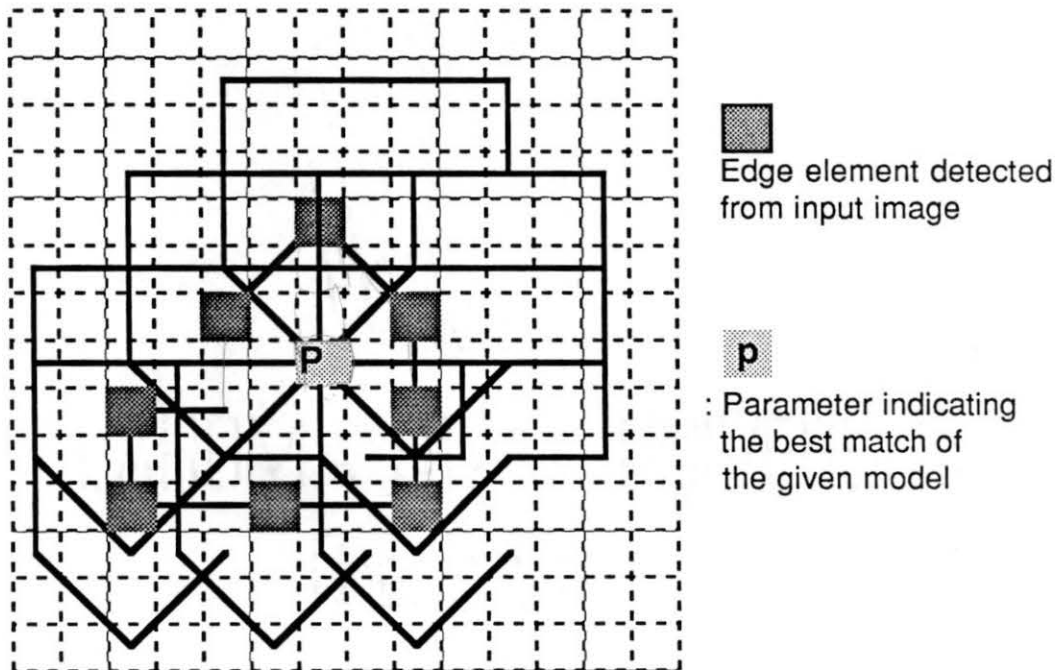 P
Edge element detected
from input image
p
: Parameter indicating
the best match of
the given model